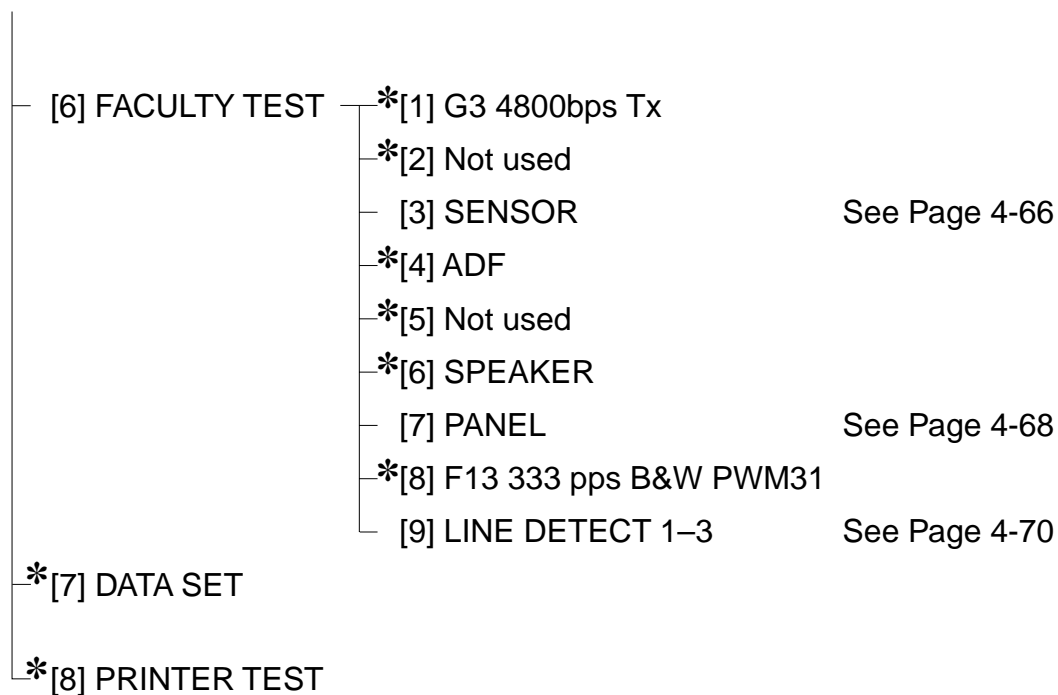 [6] FACULTY TEST *[1] G3 4800bps Tx
*[2] Not used
[3] SENSOR See Page 4-66
*[4] ADF
*[5] Not used
*[6] SPEAKER
[7] PANEL See Page 4-68
*[8] F13 333 pps B&W PWM31
[9] LINE DETECT 1–3 See Page 4-70
*[7] DATA SET
*[8] PRINTER TEST